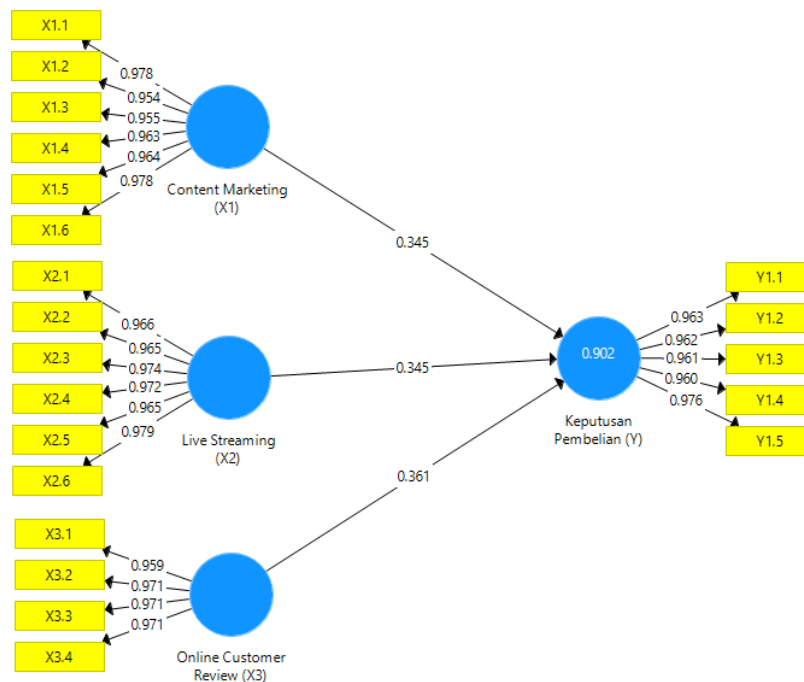 X1.1
X1.2
X1.3
X1.4
X1.5
X1.6
0.978
0.954
0.955
0.963
0.964
0.978
Content Marketing
(X1)
0.345
X2.1
X2.2
X2.3
X2.4
X2.5
X2.6
0.966
0.965
0.974
0.972
0.965
0.979
Live Streaming
(X2)
0.345
X3.1
X3.2
X3.3
X3.4
0.959
0.971
0.971
0.971
Online Customer
Review (X3)
0.361
0.902
Keputusan
Pembelian (Y)
0.963
0.962
0.961
0.960
0.976
Y1.1
Y1.2
Y1.3
Y1.4
Y1.5